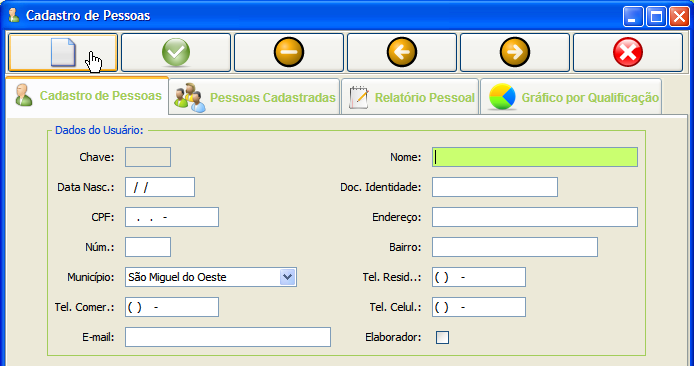 Cadastro de Pessoas
Cadastro de Pessoas Pessoas Cadastradas Relatório Pessoal Gráfico por Qualificação
Dados do Usuário:
Chave: Nome:
Data Nasc.: / / Doc. Identidade:
CPF: . . - Endereço:
Núm.: Bairro:
Município: São Miguel do Oeste Tel. Resid..: ( ) -
Tel. Comer.: ( ) - Tel. Celul.: ( ) -
E-mail: Elaborador: